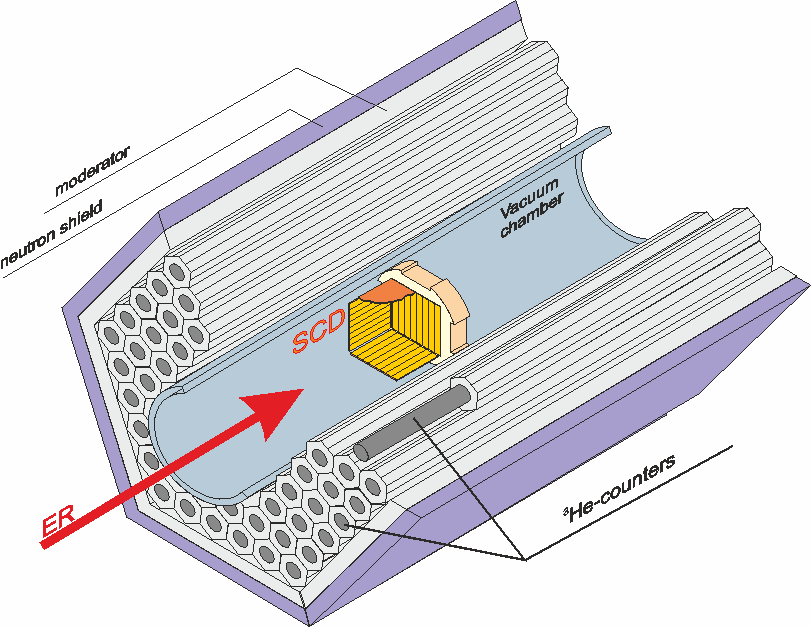 moderator
neutron shield
Vacuum
chamber
SCD
ER
³He-counters